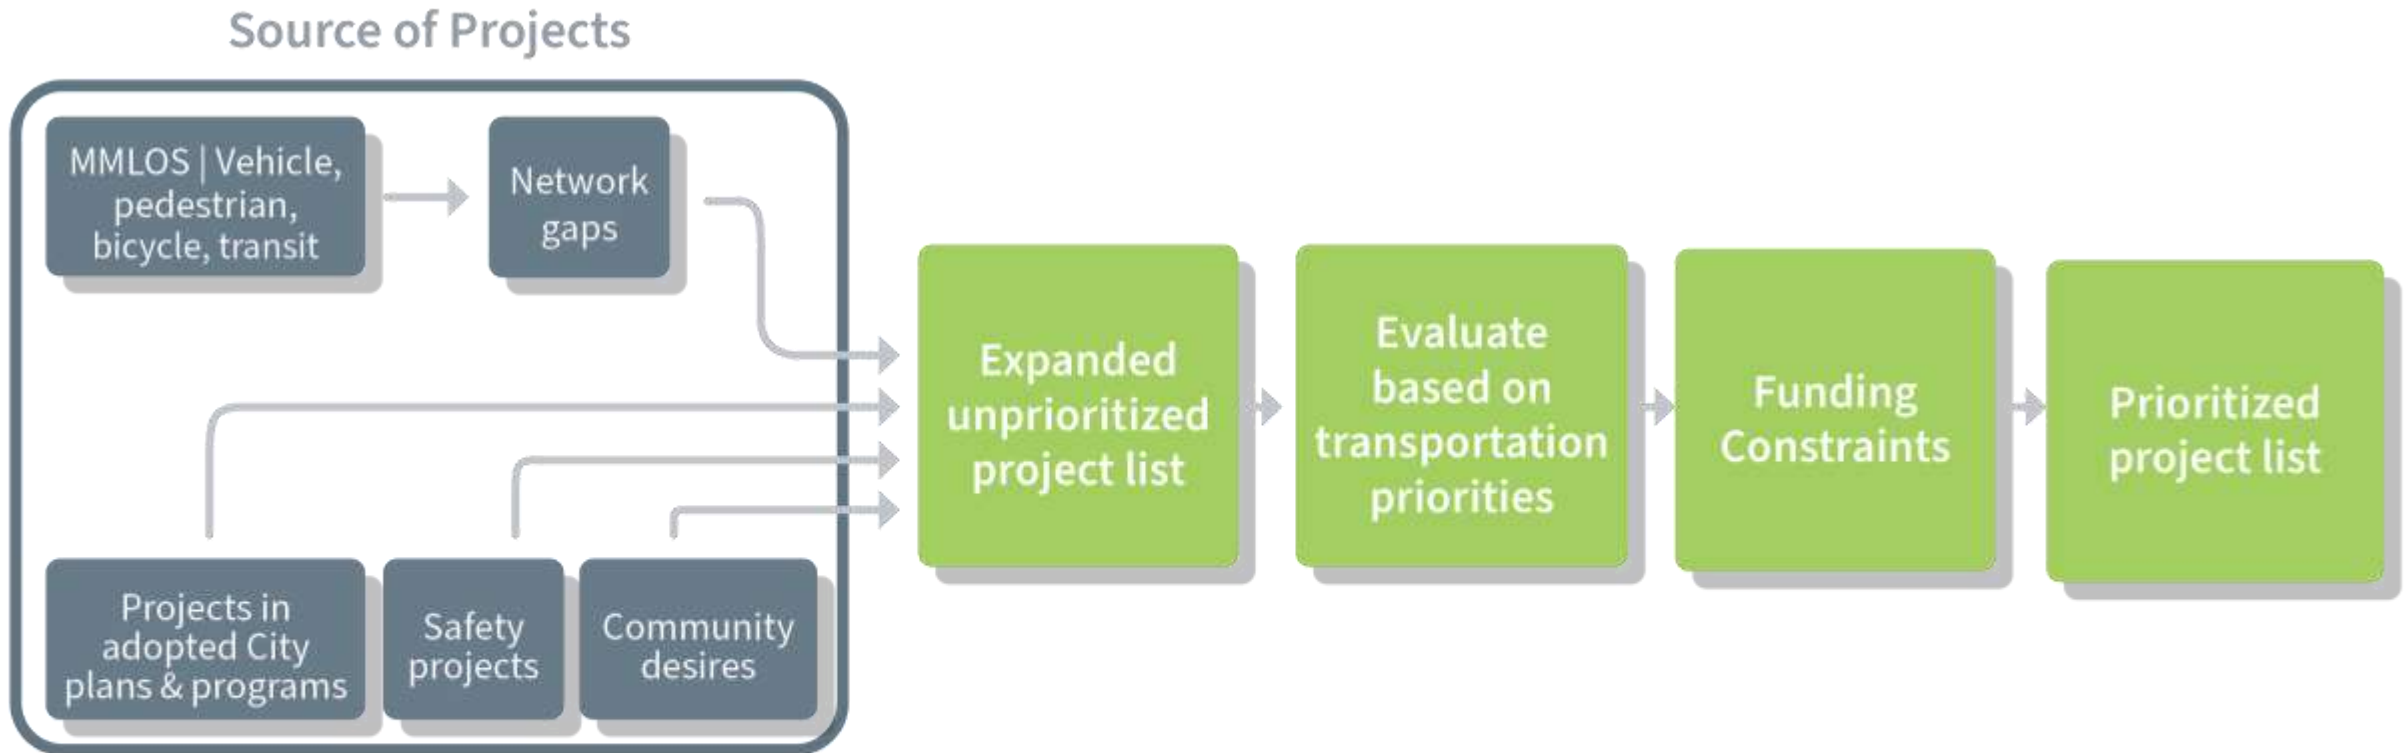 Source of Projects
MMLOS | Vehicle,
pedestrian,
bicycle, transit
Network
gaps
Projects in
adopted City
plans & programs
Safety
projects
Community
desires
Expanded
unprioritized
project list
Evaluate
based on
transportation
priorities
Funding
Constraints
Prioritized
project list